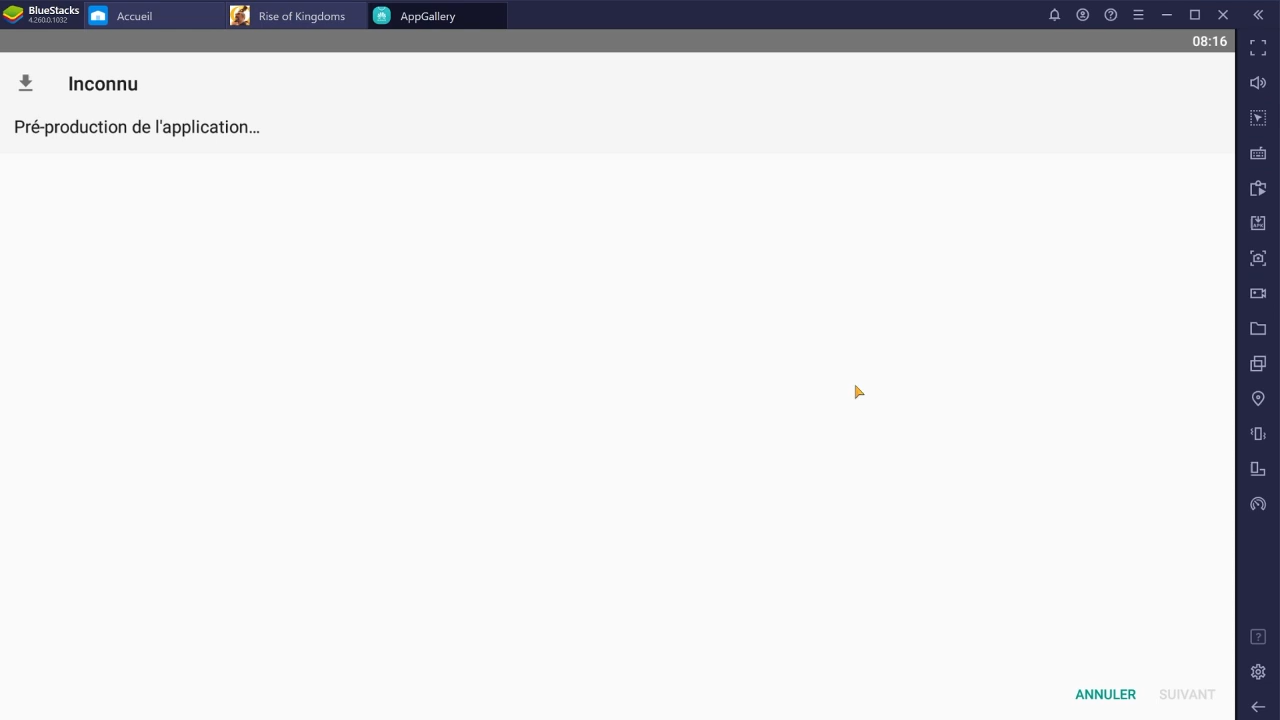 BlueStacks
4.260.0.1032
Accueil
Rise of Kingdoms
AppGallery
08:16
Inconnu
Pré-production de l'application...
APK
?
ANNULER
SUIVANT